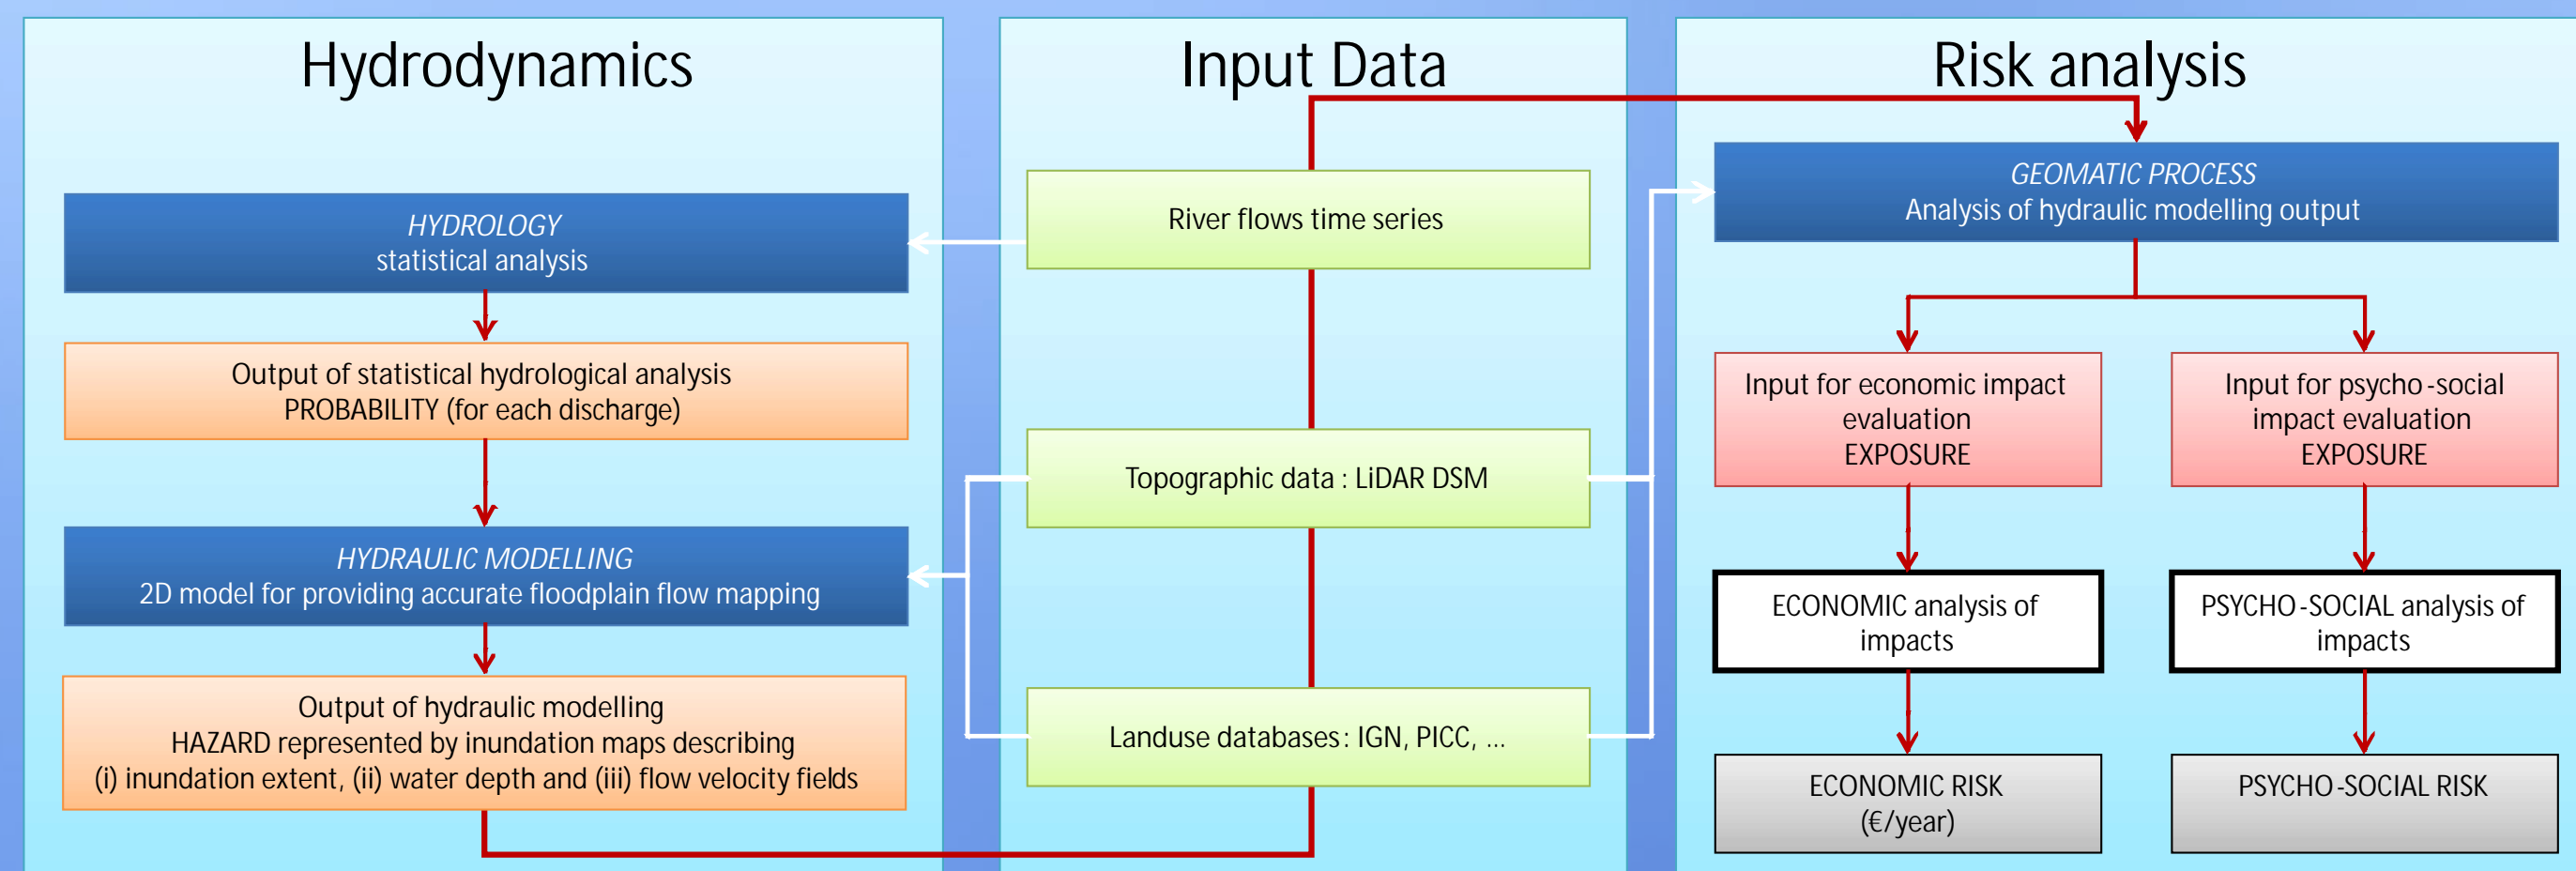 Hydrodynamics
HYDROLOGY
statistical analysis
Output of statistical hydrological analysis
PROBABILITY (for each discharge)
HYDRAULIC MODELLING
2D model for providing accurate floodplain flow mapping
Output of hydraulic modelling
HAZARD represented by inundation maps describing
(i) inundation extent, (ii) water depth and (iii) flow velocity fields
Input Data
River flows time series
Topographic data : LiDAR DSM
Landuse databases : IGN, PICC, ...
Risk analysis
GEOMATIC PROCESS
Analysis of hydraulic modelling output
Input for economic impact
evaluation
EXPOSURE
ECONOMIC analysis of
impacts
ECONOMIC RISK
(€/year)
Input for psycho-social
impact evaluation
EXPOSURE
PSYCHO-SOCIAL analysis of
impacts
PSYCHO-SOCIAL RISK